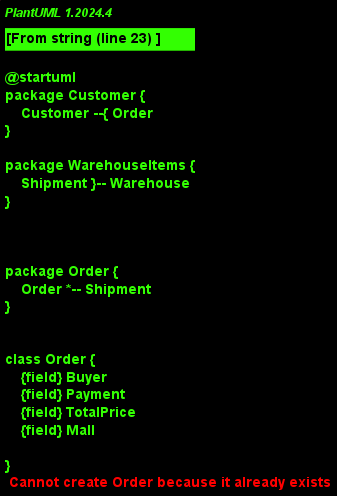 PlantUML 1.2024.4
[From string (line 23) ]
@startuml
package Customer {
Customer --{ Order
}
package WarehouseItems {
Shipment }-- Warehouse
}
package Order {
Order *-- Shipment
}
class Order {
{field} Buyer
{field} Payment
{field} TotalPrice
{field} Mall
}
Cannot create Order because it already exists